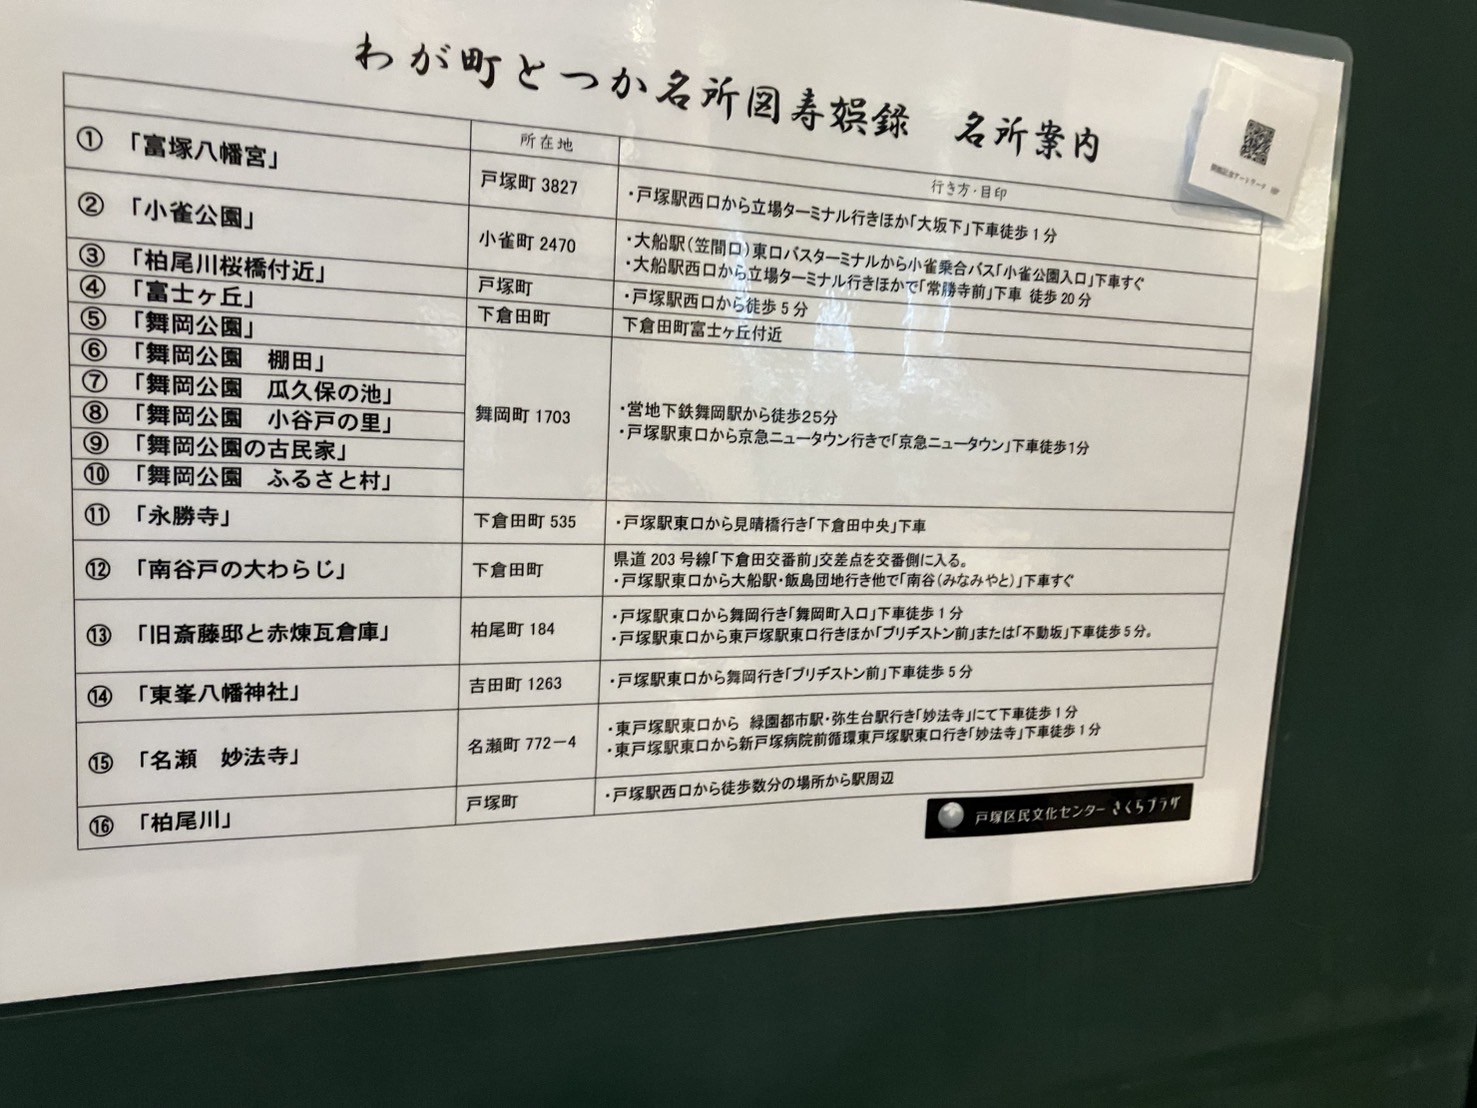 わが町とつか名所図寿娯録　名所案内
所在地 行き方・目印
① 「富塚八幡宮」 戸塚町 3827 ・戸塚駅西口から立場ターミナル行きほか「大坂下」下車徒歩1分
② 「小雀公園」 小雀町 2470 ・大船駅(笠間口)東口バスターミナルから小雀乗合バス「小雀公園入口」下車すぐ
・大船駅西口から立場ターミナル行きほかで「常勝寺前」下車 徒歩20分
③ 「柏尾川桜橋付近」 戸塚町 ・戸塚駅西口から徒歩5分
④ 「富士ヶ丘」 下倉田町 下倉田町富士ヶ丘付近
⑤ 「舞岡公園」
⑥ 「舞岡公園　棚田」
⑦ 「舞岡公園　瓜久保の池」
⑧ 「舞岡公園　小谷戸の里」 舞岡町 1703 ・営地下鉄舞岡駅から徒歩25分
・戸塚駅東口から京急ニュータウン行きで「京急ニュータウン」下車徒歩1分
⑨ 「舞岡公園の古民家」
⑩ 「舞岡公園　ふるさと村」
⑪ 「永勝寺」 下倉田町 535 ・戸塚駅東口から見晴橋行き「下倉田中央」下車
⑫ 「南谷戸の大わらじ」 下倉田町 県道 203 号線「下倉田交番前」交差点を交番側に入る。
・戸塚駅東口から大船駅・飯島団地行き他で「南谷(みなみやと)」下車すぐ
⑬ 「旧斎藤邸と赤煉瓦倉庫」 柏尾町 184 ・戸塚駅東口から舞岡行き「舞岡町入口」下車徒歩1分
・戸塚駅東口から東戸塚駅東口行きほか「ブリヂストン前」または「不動坂」下車徒歩5分。
⑭ 「東峯八幡神社」 吉田町 1263 ・戸塚駅東口から舞岡行き「ブリヂストン前」下車徒歩5分
⑮ 「名瀬　妙法寺」 名瀬町 772－4 ・東戸塚駅東口から　緑園都市駅・弥生台駅行き「妙法寺」にて下車徒歩1分
・東戸塚駅東口から新戸塚病院前循環東戸塚駅東口行き「妙法寺」下車徒歩1分
⑯ 「柏尾川」 戸塚町 ・戸塚駅西口から徒歩数分の場所から駅周辺
戸塚区民文化センター さくらプラザ